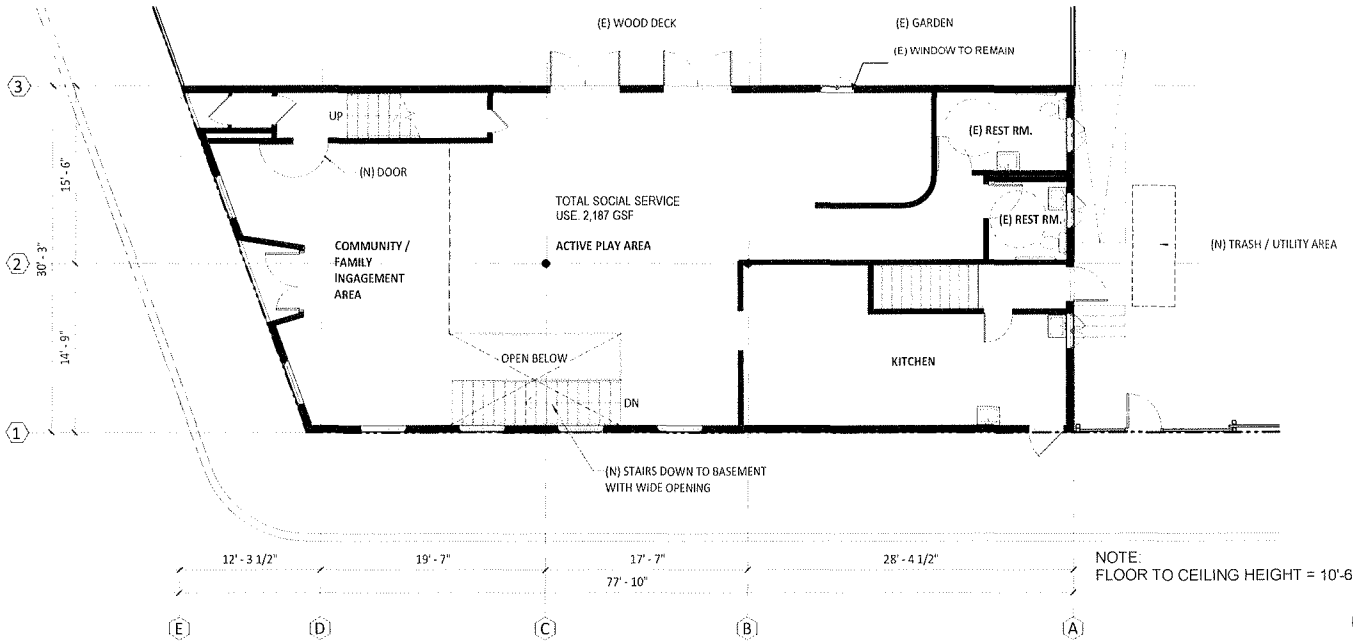 (E) WOOD DECK
(E) GARDEN
(E) WINDOW TO REMAIN
3
UP
(E) REST RM.
(N) DOOR
15' - 6"
TOTAL SOCIAL SERVICE
USE. 2,187 GSF
(E) REST RM.
ACTIVE PLAY AREA
(N) TRASH / UTILITY AREA
COMMUNITY /
FAMILY
INGAGEMENT
AREA
2
30' - 3"
14' - 9"
OPEN BELOW
KITCHEN
DN
1
(N) STAIRS DOWN TO BASEMENT
WITH WIDE OPENING
12' - 3 1/2"
19' - 7"
17' - 7"
28' - 4 1/2"
77' - 10"
NOTE:
FLOOR TO CEILING HEIGHT = 10'-6
E
D
C
B
A